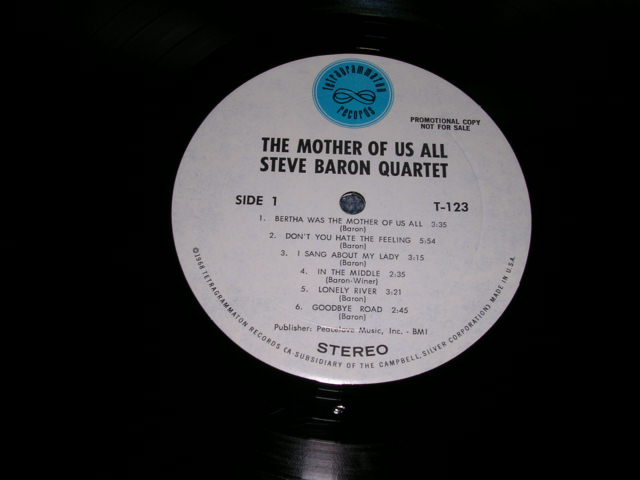 tetragrammaton
records
PROMOTIONAL COPY
NOT FOR SALE
THE MOTHER OF US ALL
STEVE BARON QUARTET
SIDE 1
T-123
1. BERTHA WAS THE MOTHER OF US ALL 3:35
(Baron)
2. DON'T YOU HATE THE FEELING 5:54
(Baron)
3. I SANG ABOUT MY LADY 3:15
(Baron)
4. IN THE MIDDLE 2:35
(Baron-Winer)
5. LONELY RIVER 3:21
(Baron)
6. GOODBYE ROAD 2:45
(Baron)
Publisher: Peacelove Music, Inc. - BMI
STEREO
©1968 TETRAGRAMMATON RECORDS (A SUBSIDIARY OF THE CAMPBELL, SILVER CORPORATION) MADE IN U.S.A.